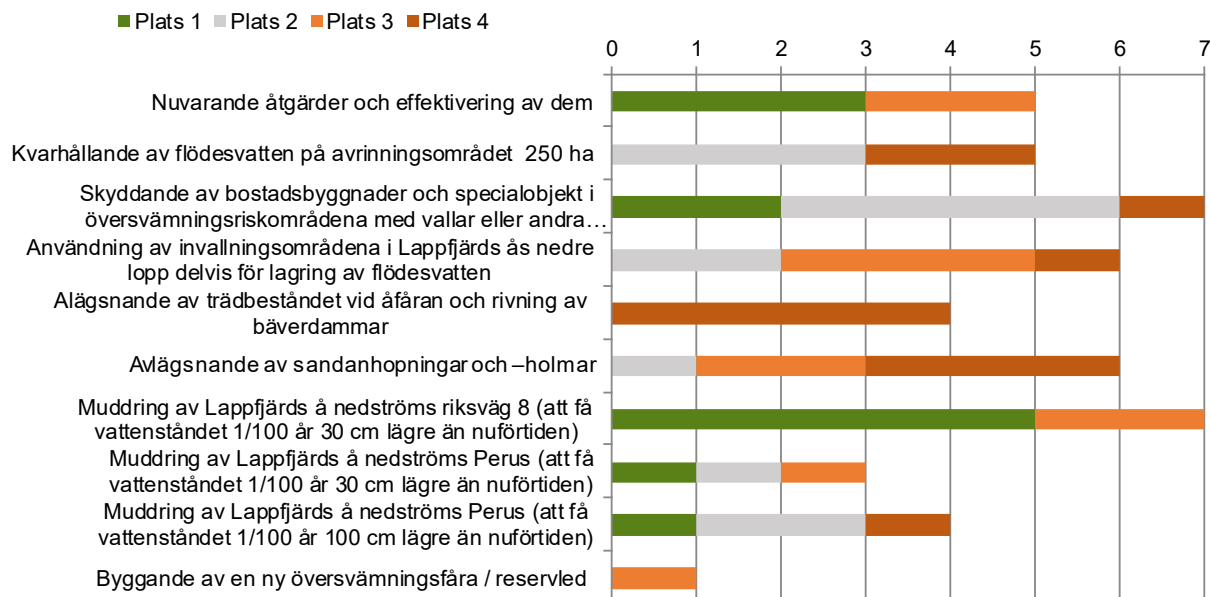 Plats 1 Plats 2 Plats 3 Plats 4
0 1 2 3 4 5 6 7
Nuvarande åtgärder och effektivering av dem
Kvarhållande av flödesvatten på avrinningsområdet 250 ha
Skyddande av bostadsbyggnader och specialobjekt i
översvämningsriskområdena med vallar eller andra…
Användning av invallningsområdena i Lappfjärds ås nedre
lopp delvis för lagring av flödesvatten
Alägsnande av trädbeståndet vid åfåran och rivning av
bäverdammar
Avlägsnande av sandanhopningar och –holmar
Muddring av Lappfjärds å nedströms riksväg 8 (att få
vattenståndet 1/100 år 30 cm lägre än nuförtiden)
Muddring av Lappfjärds å nedströms Perus (att få
vattenståndet 1/100 år 30 cm lägre än nuförtiden)
Muddring av Lappfjärds å nedströms Perus (att få
vattenståndet 1/100 år 100 cm lägre än nuförtiden)
Byggande av en ny översvämningsfåra / reservled